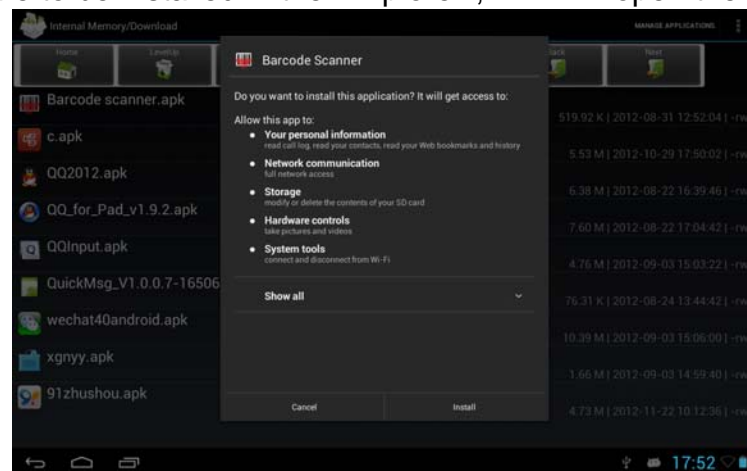 Internal Memory/Download
MANAGE APPLICATIONS
Home
LevelUp
Back
Next
Barcode Scanner
Do you want to install this application? It will get access to:
Allow this app to:
Your personal information
read call log, read your contacts, read your Web bookmarks and history
Network communication
full network access
Storage
modify or delete the contents of your SD card
Hardware controls
take pictures and videos
System tools
connect and disconnect from Wi-Fi
Show all
Cancel
Install
Barcode scanner.apk
519.92 K | 2012-08-31 12:52:04 | -rw
c.apk
5.53 M | 2012-10-29 17:50:02 | -rw
QQ2012.apk
6.38 M | 2012-08-22 16:39:46 | -rw
QQ_for_Pad_v1.9.2.apk
7.60 M | 2012-08-22 17:04:42 | -rw
QQInput.apk
4.76 M | 2012-09-03 15:03:22 | -rw
QuickMsg_V1.0.0.7-16506
76.31 K | 2012-08-24 13:44:42 | -rw
wechat40android.apk
10.39 M | 2012-09-03 15:06:00 | -rw
xgnyy.apk
1.66 M | 2012-09-03 14:59:40 | -rw
91zhushou.apk
4.73 M | 2012-11-22 10:12:36 | -rw
17:52